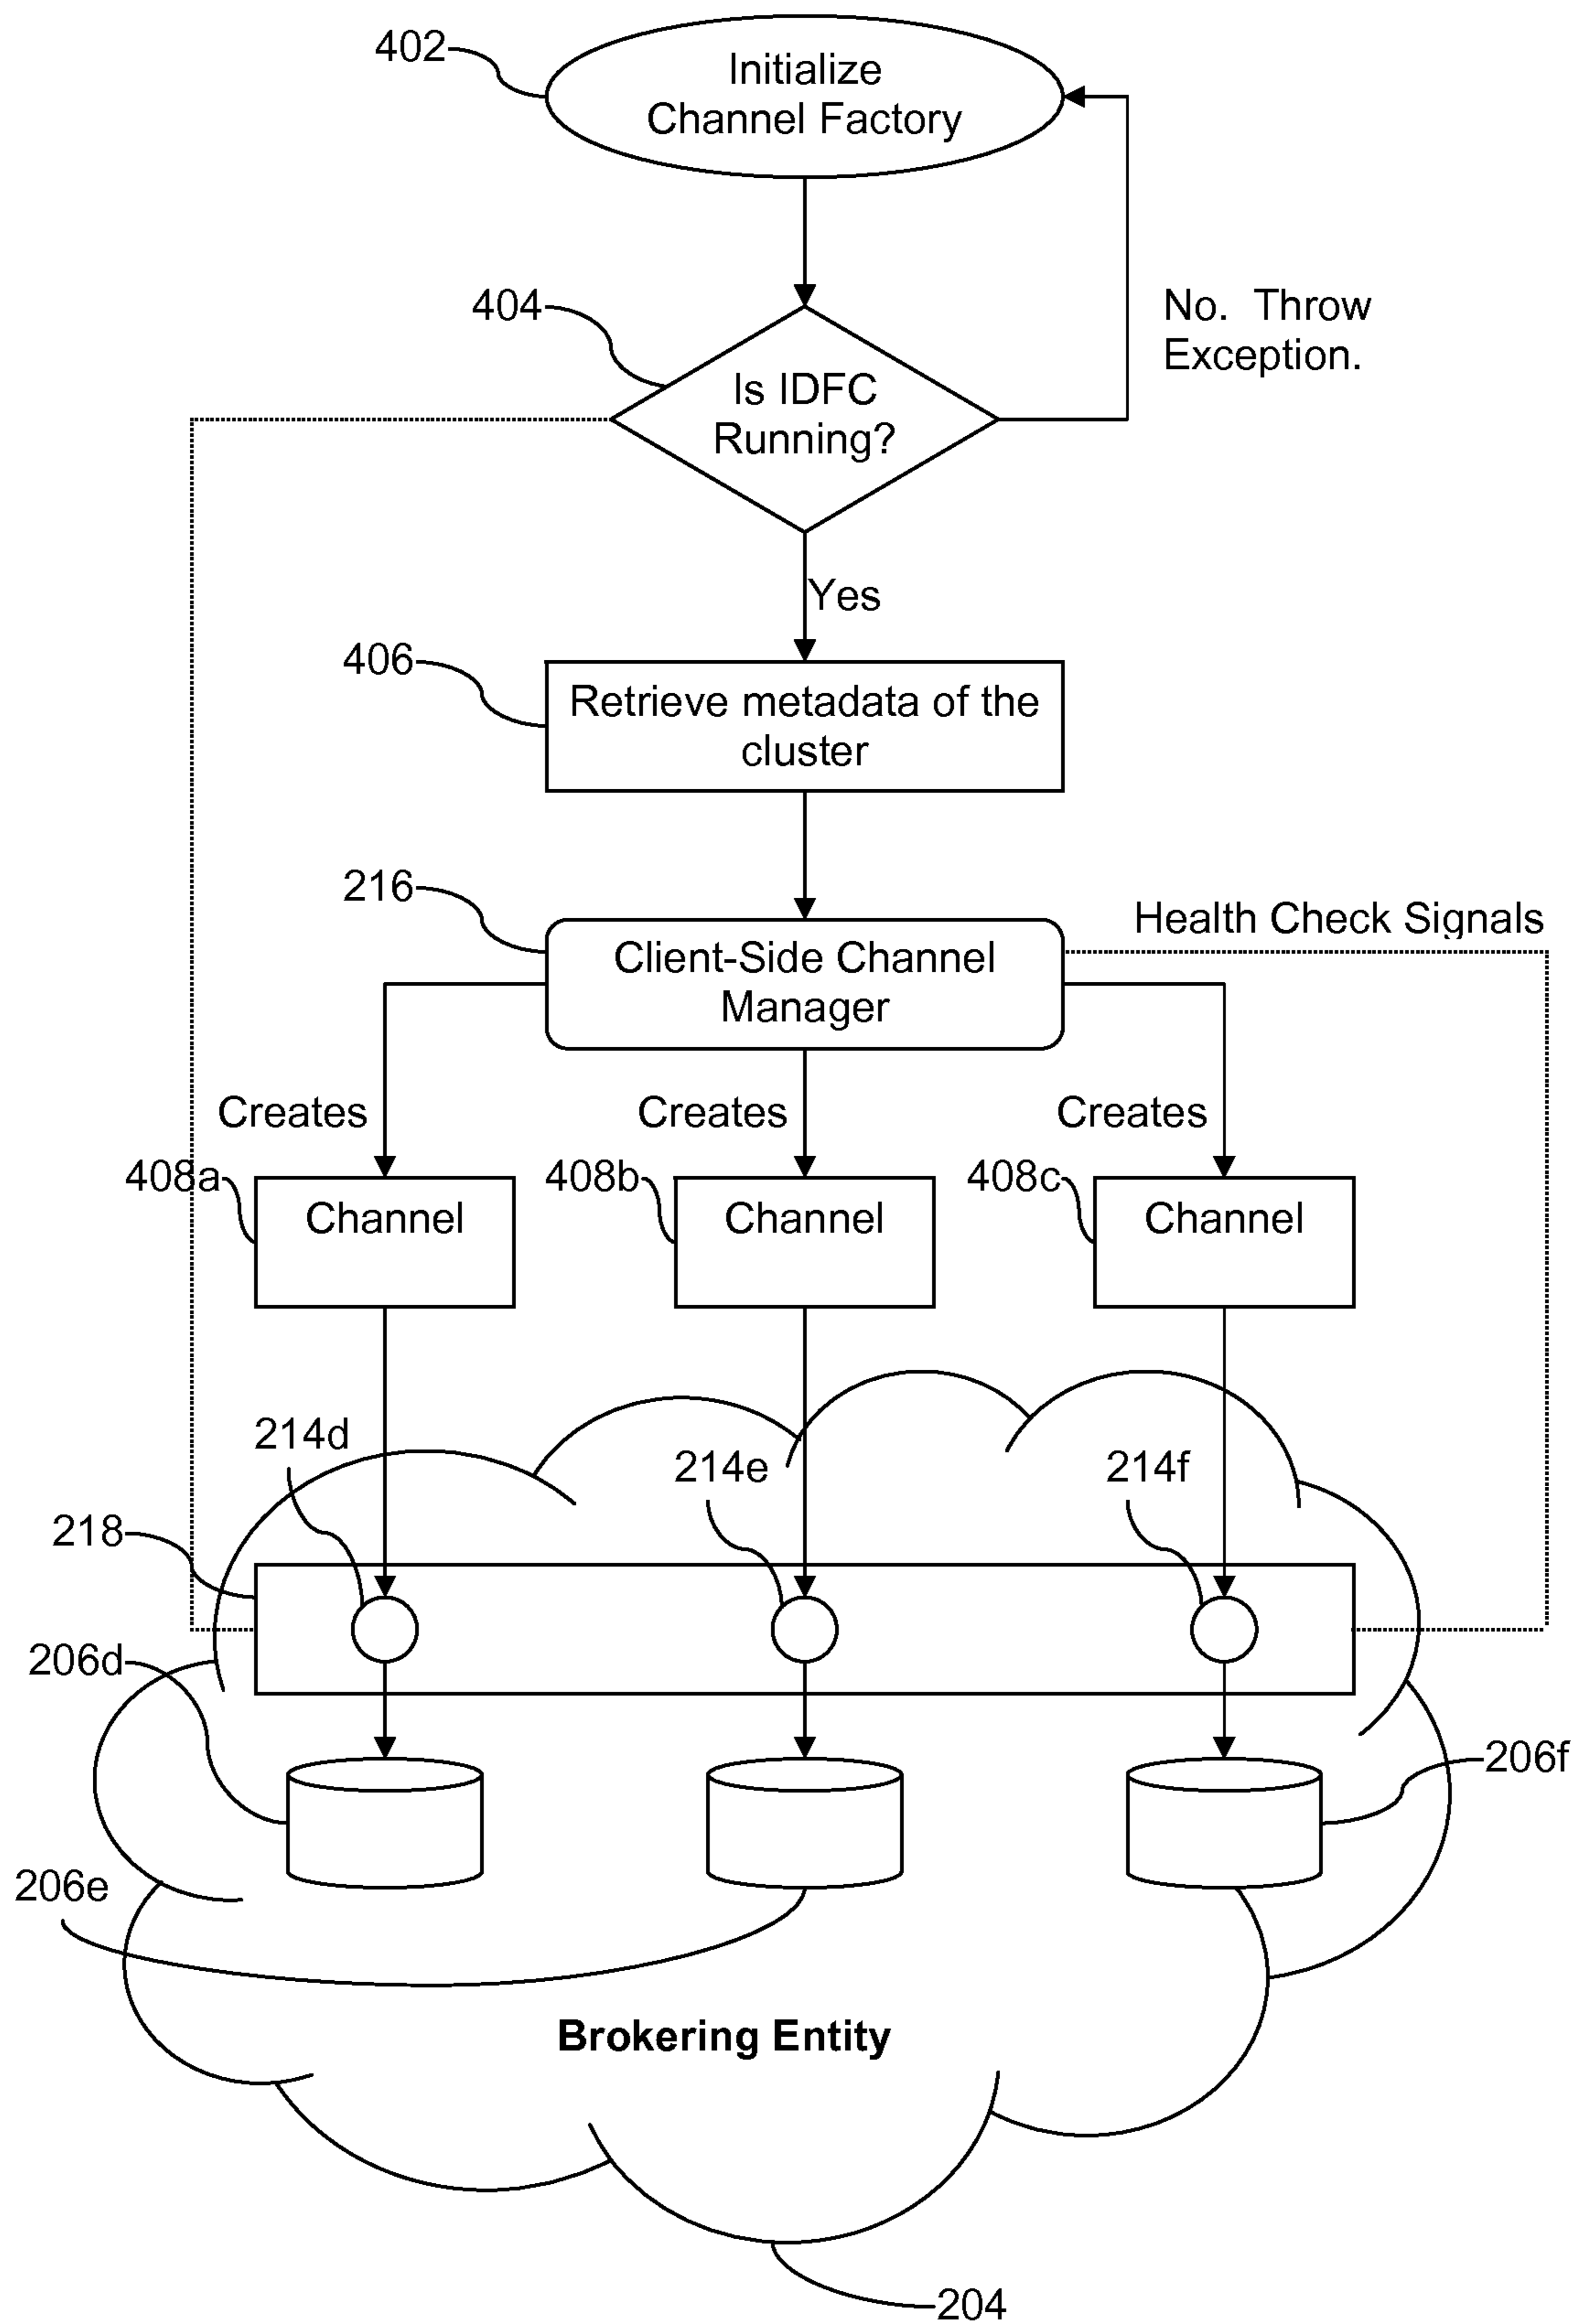 402
Initialize
Channel Factory
404
No. Throw
Exception.
Is IDFC
Running?
Yes
406
Retrieve metadata of the
cluster
216
Health Check Signals
Client-Side Channel
Manager
Creates
Creates
Creates
408a
408b
408c
Channel
Channel
Channel
214d
214e
214f
218
206d
206f
206e
Brokering Entity
204